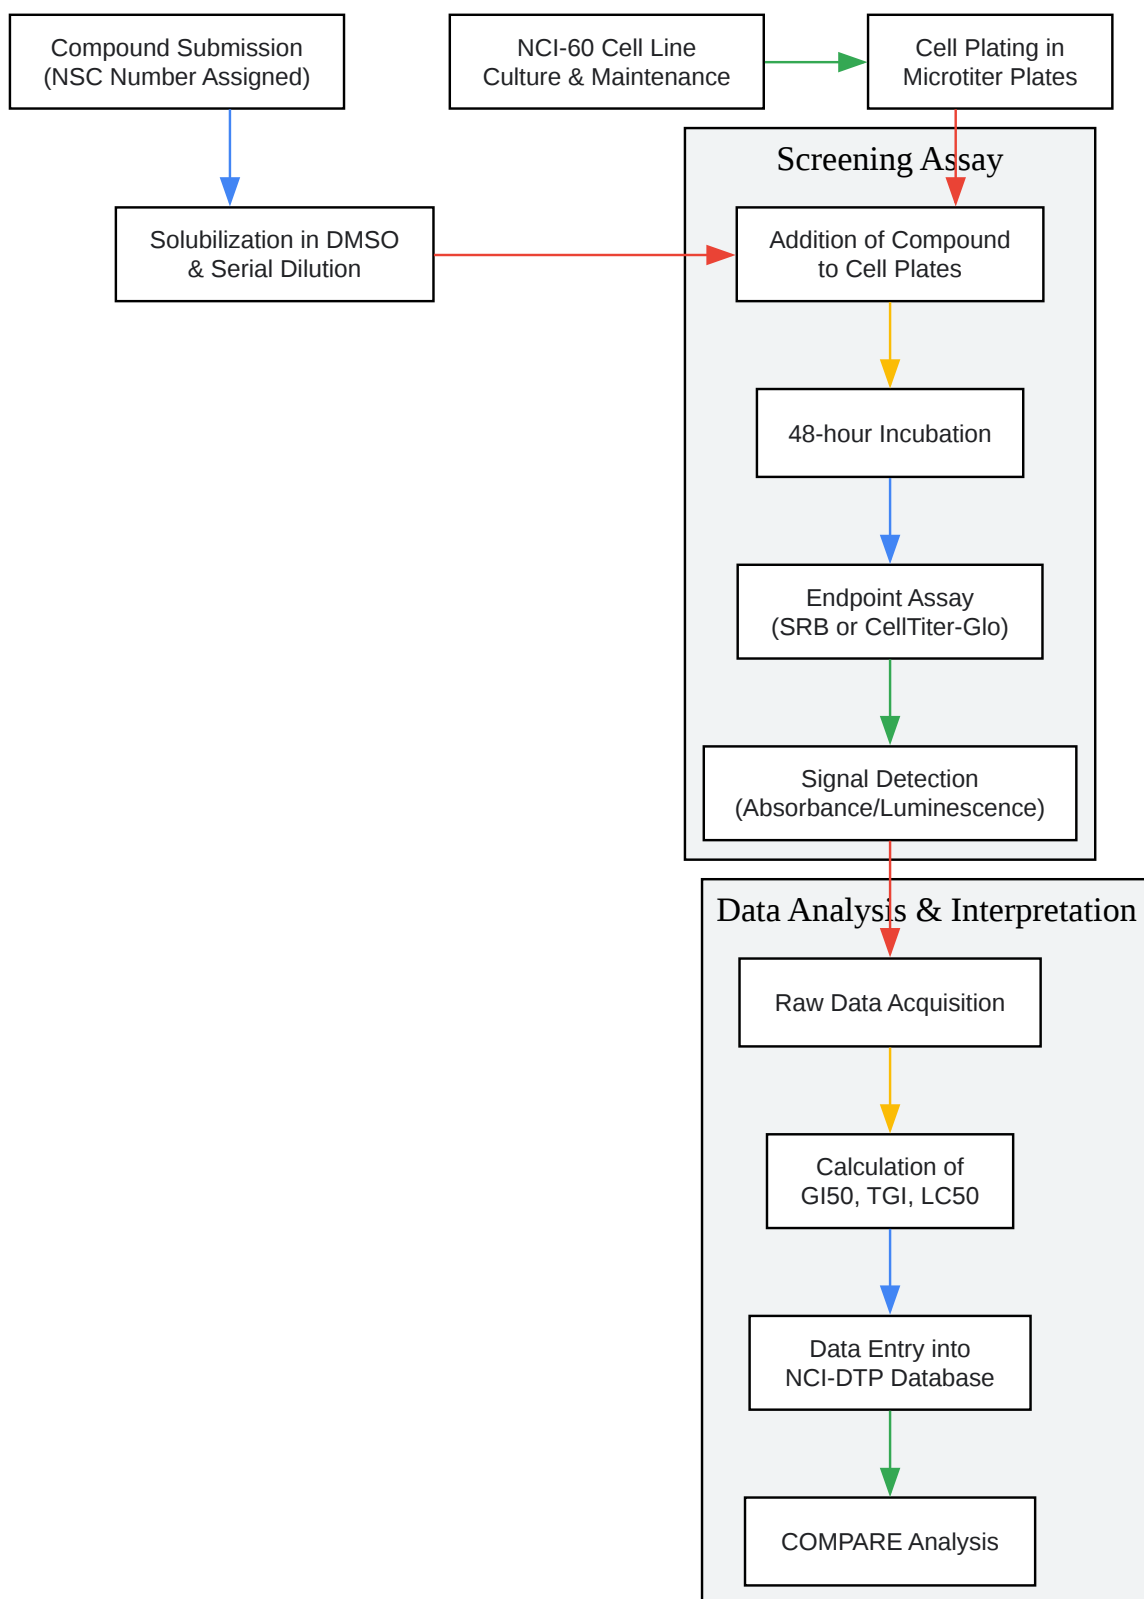 Compound Submission
(NSC Number Assigned)
NCI-60 Cell Line
Culture & Maintenance
Cell Plating in
Microtiter Plates
Screening Assay
Solubilization in DMSO
& Serial Dilution
Addition of Compound
to Cell Plates
48-hour Incubation
Endpoint Assay
(SRB or CellTiter-Glo)
Signal Detection
(Absorbance/Luminescence)
Data Analysis & Interpretation
Raw Data Acquisition
Calculation of
GI50, TGI, LC50
Data Entry into
NCI-DTP Database
COMPARE Analysis